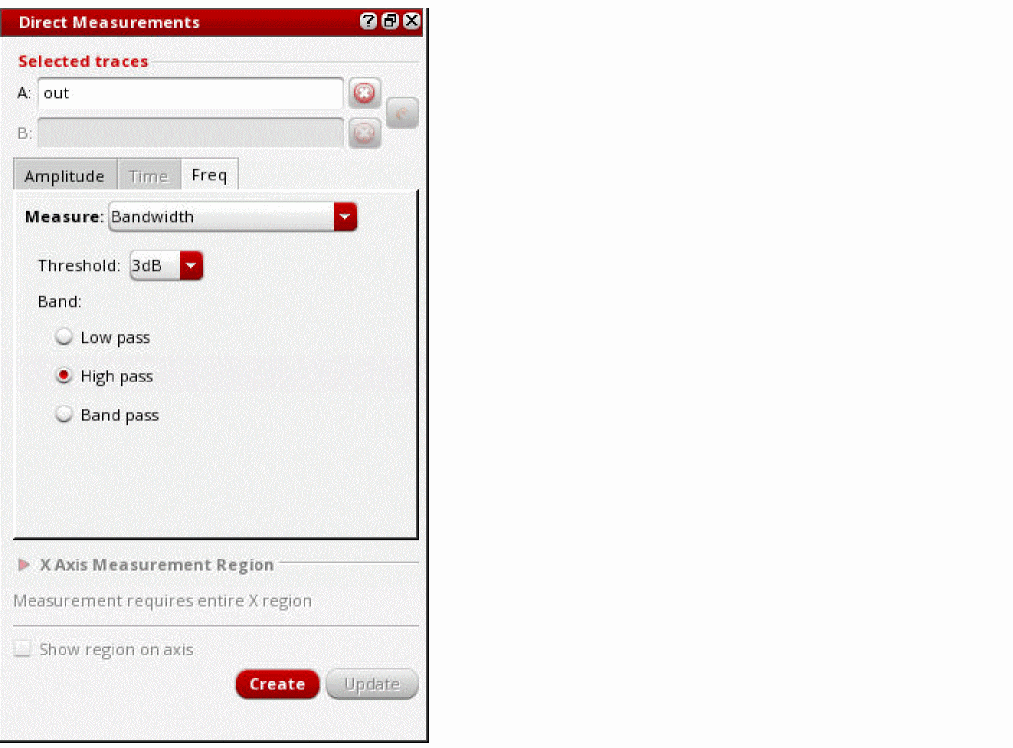 Direct Measurements
Selected traces
A: out
B:
Amplitude Time Freq
Measure: Bandwidth
Threshold: 3dB
Band:
Low pass
High pass
Band pass
X Axis Measurement Region
Measurement requires entire X region
Show region on axis
Create Update